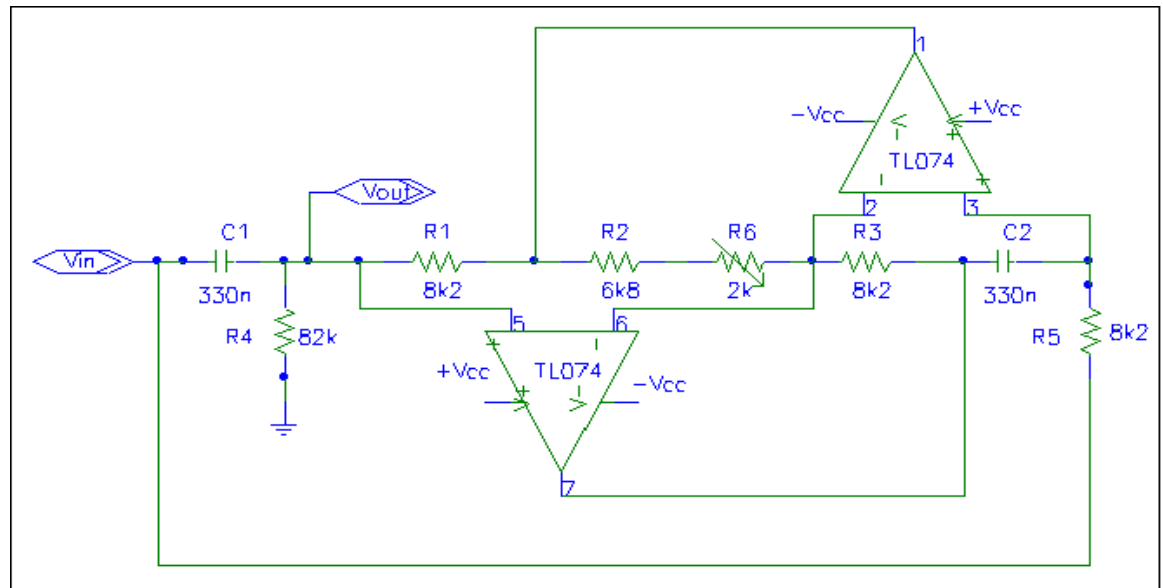 1
-Vcc
+Vcc
TL074
- +
2 3
Vout
C1 R1 R2 R6 R3 C2
Vin
330n 8k2 6k8 2k 8k2 330n
R4 82k
5 6
R5 8k2
+ -
TL074
+Vcc
-Vcc
7